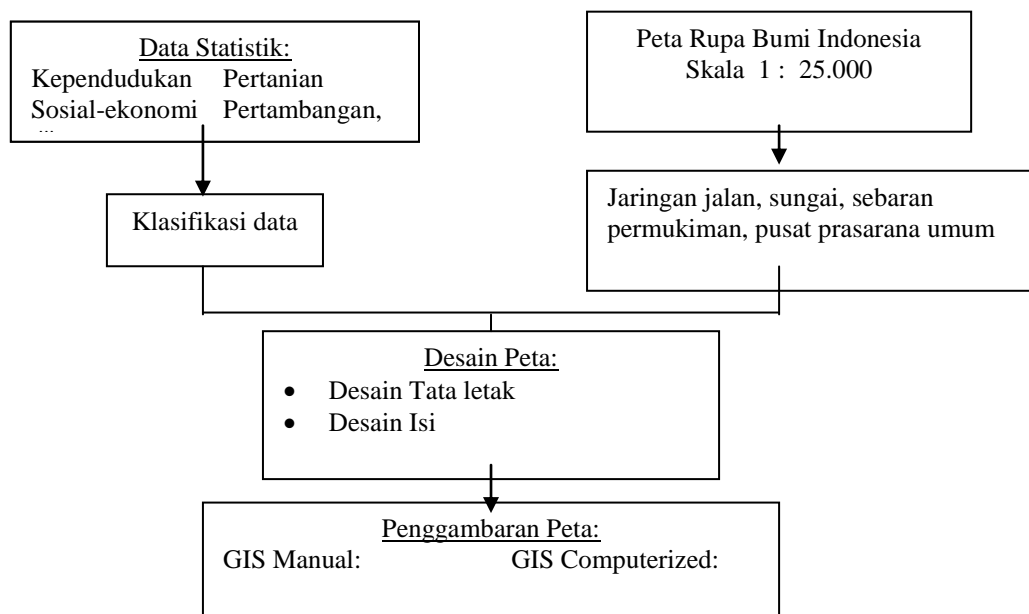 Data Statistik:
Kependudukan Pertanian
Sosial-ekonomi Pertambangan,
Klasifikasi data
Peta Rupa Bumi Indonesia
Skala 1 : 25.000
Jaringan jalan, sungai, sebaran
permukiman, pusat prasarana umum
Desain Peta:
• Desain Tata letak
• Desain Isi
Penggambaran Peta:
GIS Manual: GIS Computerized: